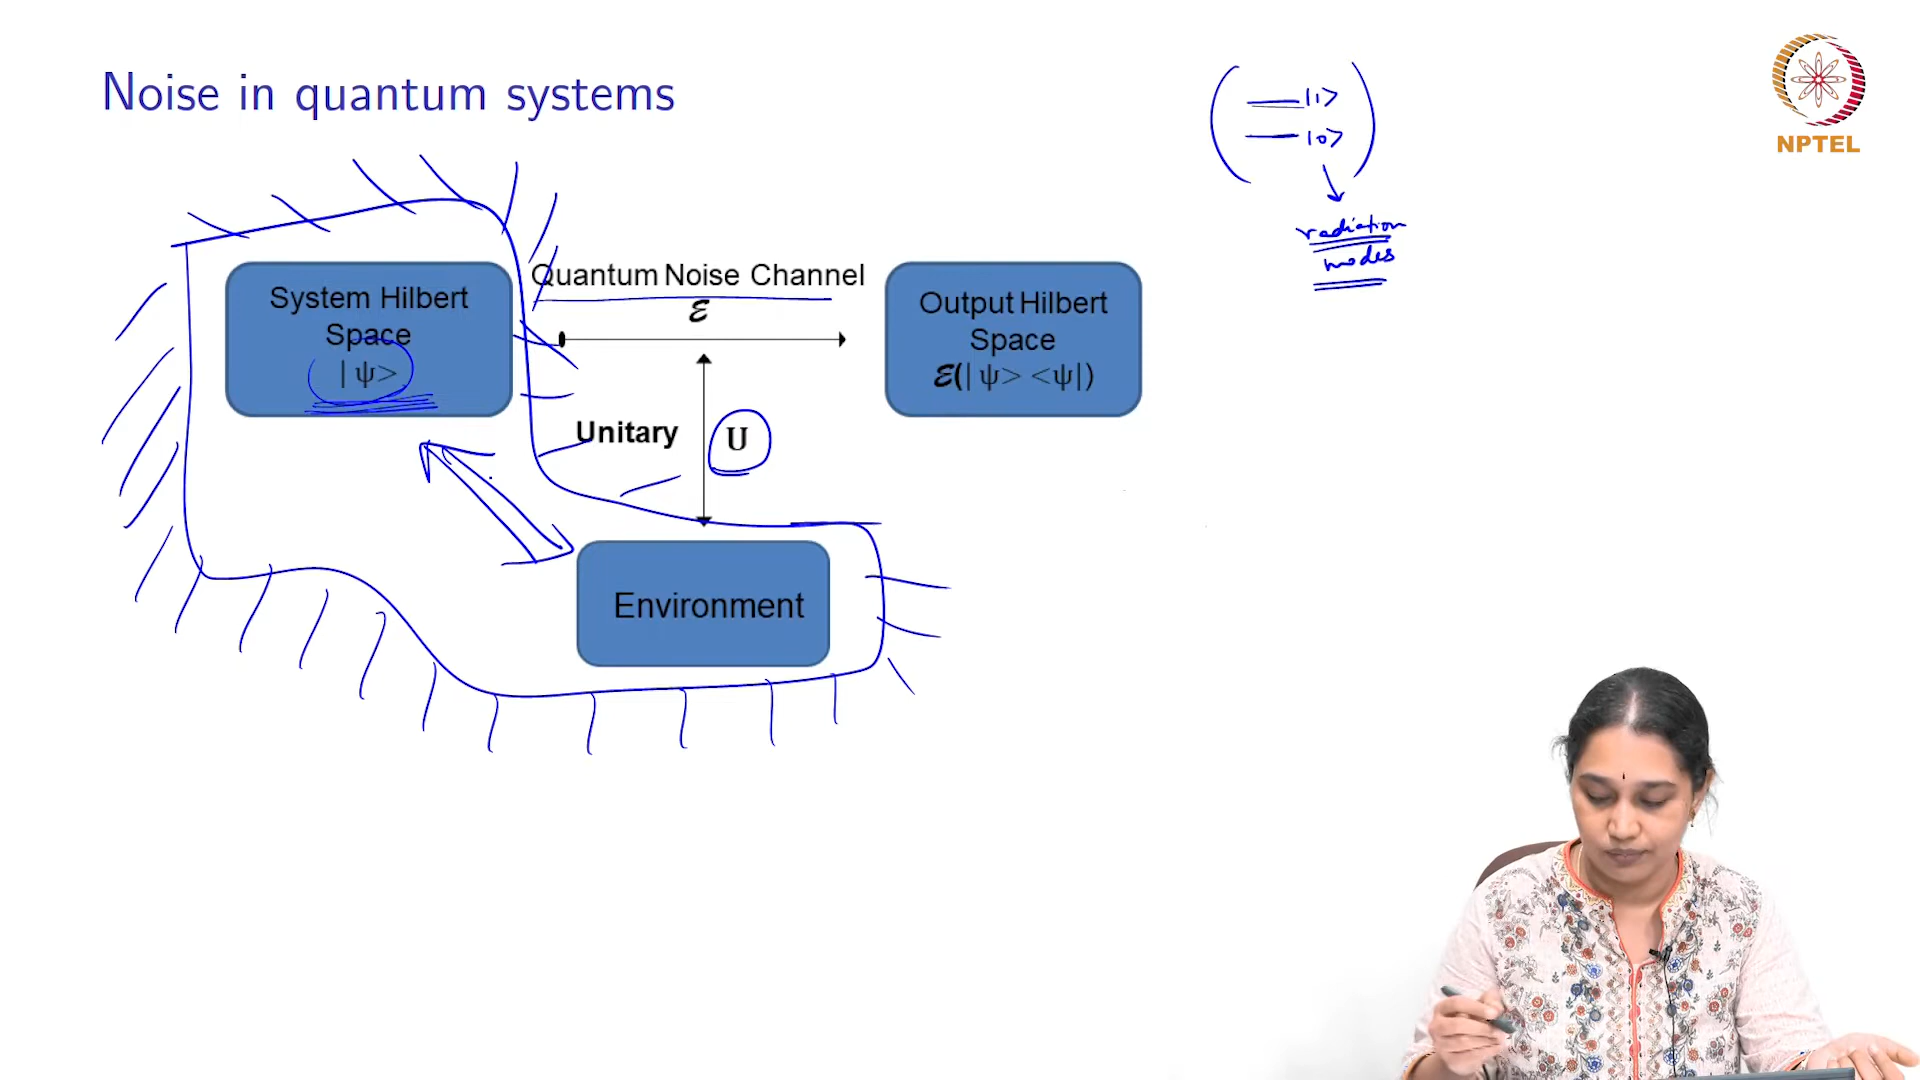 Noise in quantum systems
|1>
|0>
radiation
modes
NPTEL
System Hilbert
Space
| ψ>
Quantum Noise Channel
ℰ
Output Hilbert
Space
ℰ(| ψ> <ψ|)
Unitary
U
Environment